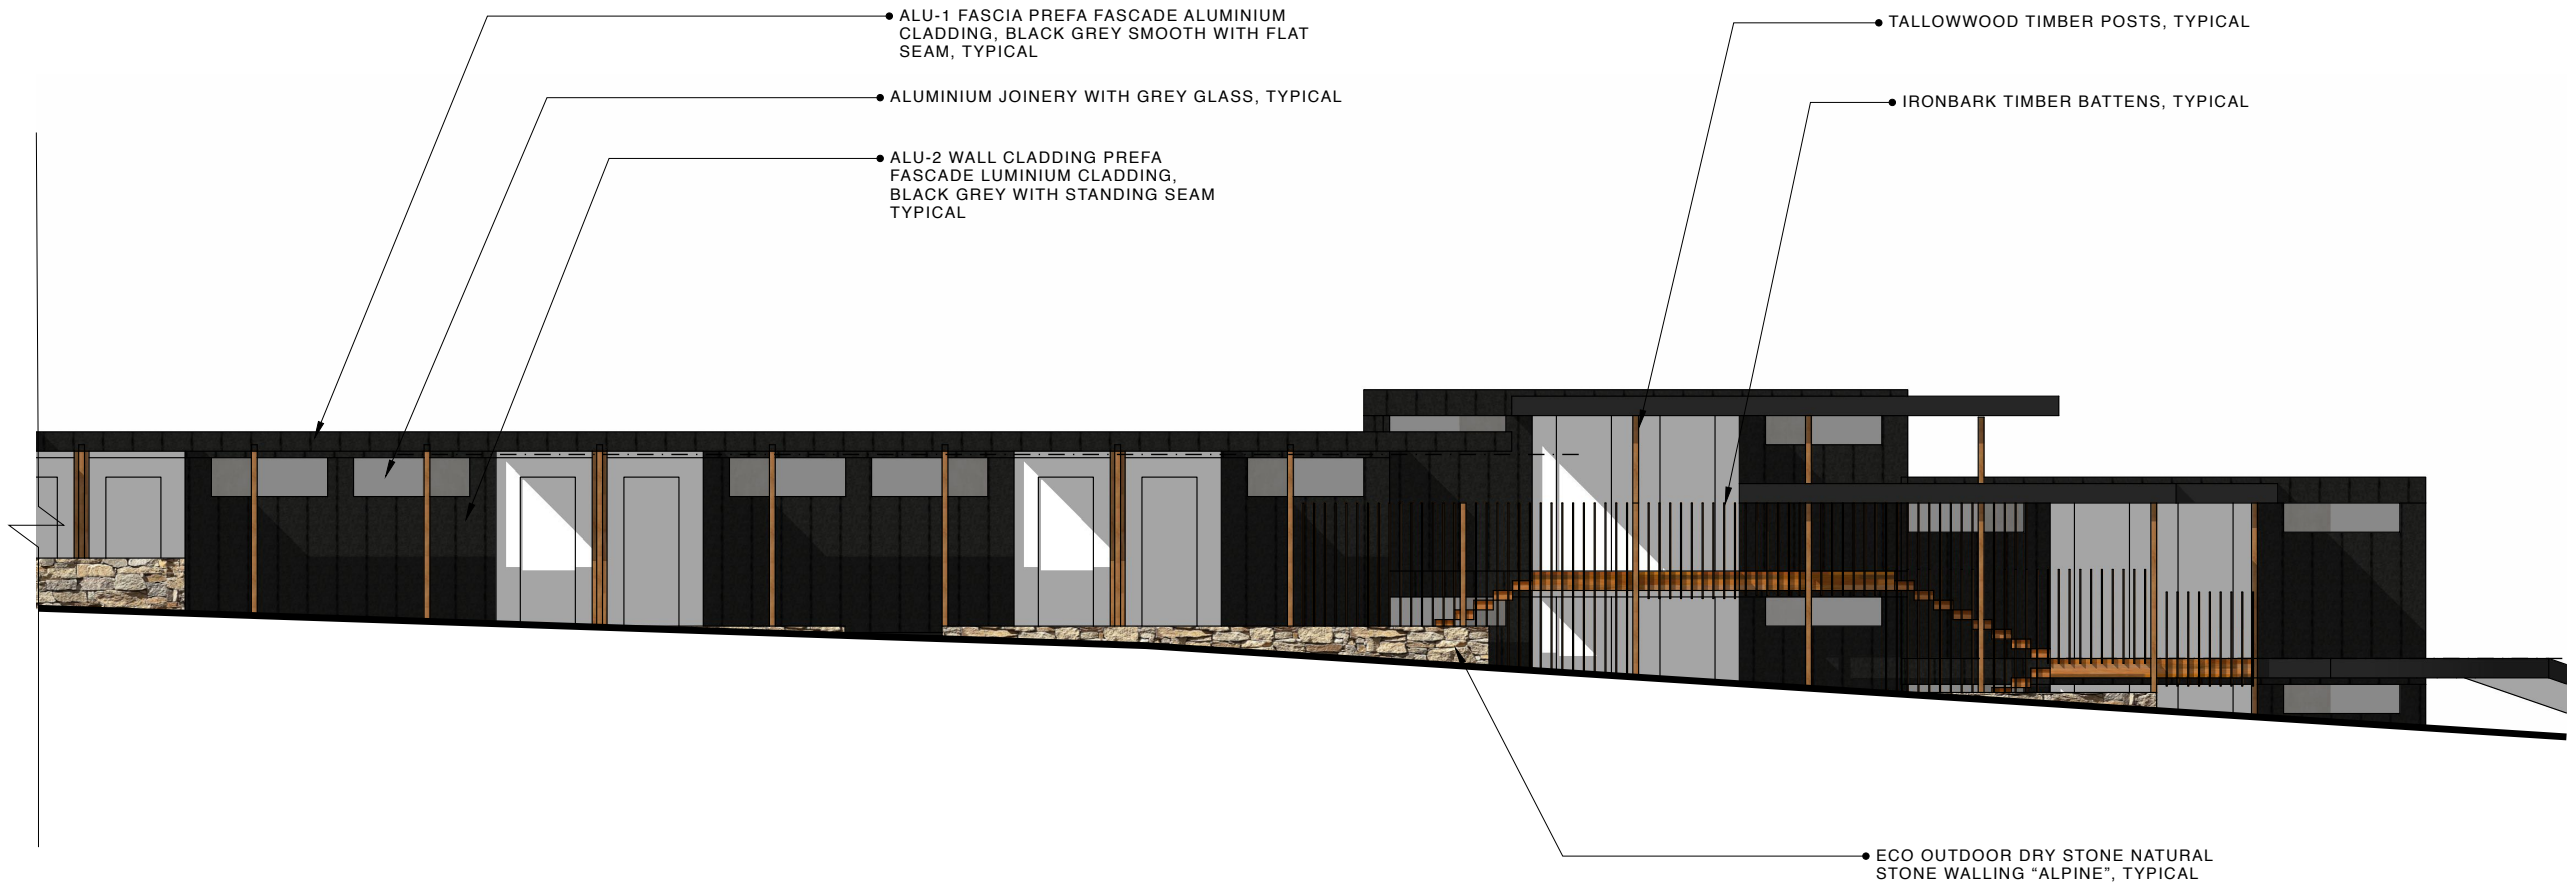 ALU-1 FASCIA PREFA FASCADE ALUMINIUM
CLADDING, BLACK GREY SMOOTH WITH FLAT
SEAM, TYPICAL
ALUMINIUM JOINERY WITH GREY GLASS, TYPICAL
ALU-2 WALL CLADDING PREFA
FASCADE LUMINIUM CLADDING,
BLACK GREY WITH STANDING SEAM
TYPICAL
TALLOWWOOD TIMBER POSTS, TYPICAL
IRONBARK TIMBER BATTENS, TYPICAL
ECO OUTDOOR DRY STONE NATURAL
STONE WALLING “ALPINE”, TYPICAL